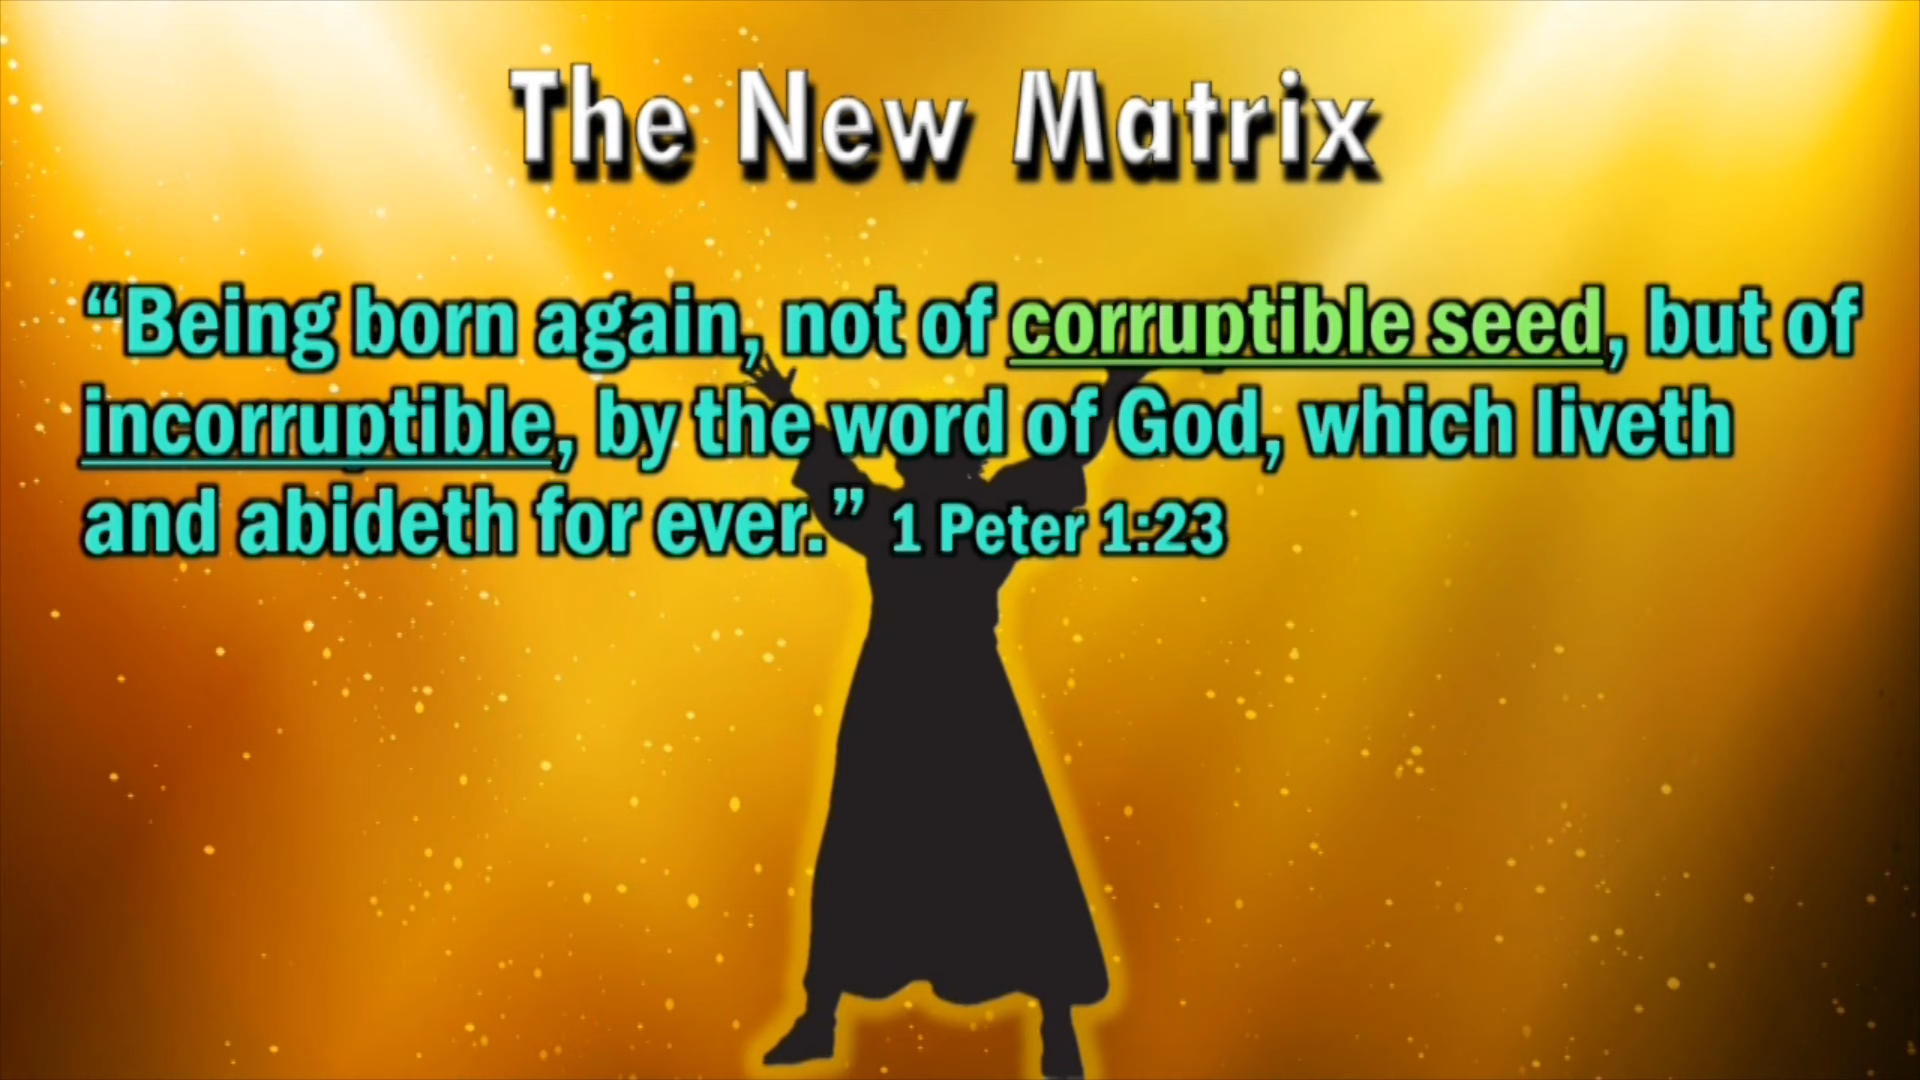 The New Matrix
“Being born again, not of corruptible seed, but of
incorruptible, by the word of God, which liveth
and abideth for ever.” 1 Peter 1:23